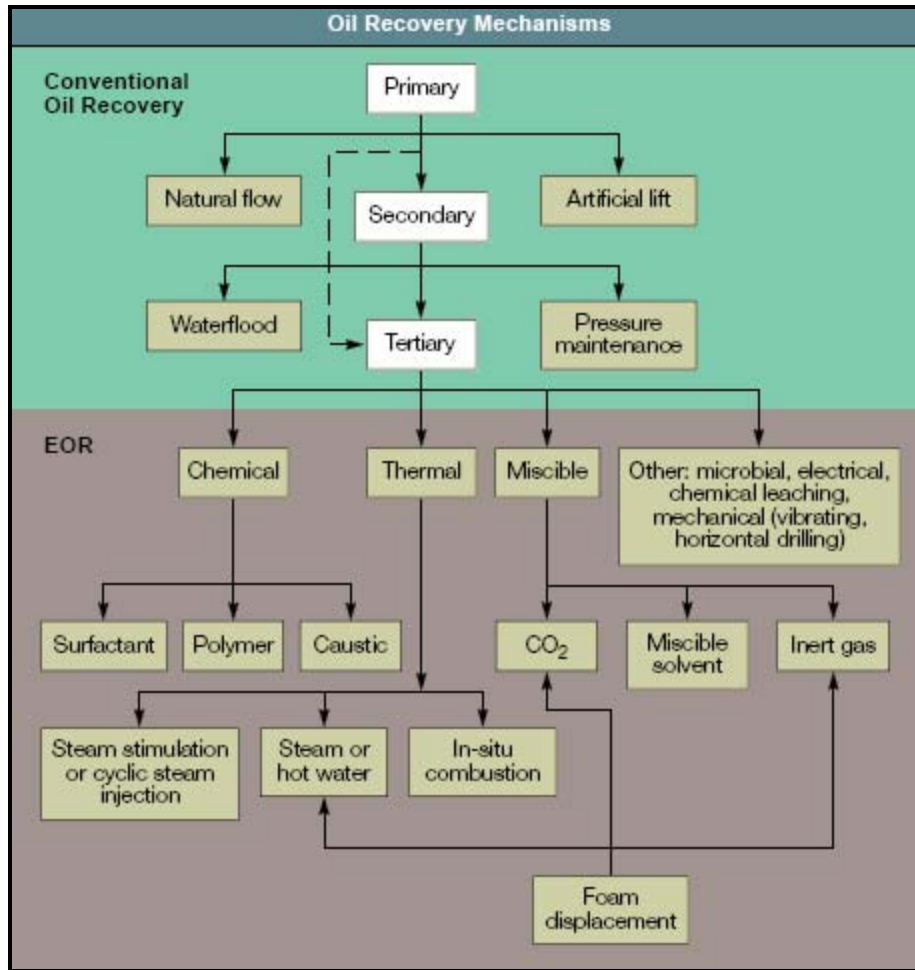 Oil Recovery Mechanisms
Conventional
Oil Recovery
Primary
Natural flow
Artificial lift
Secondary
Waterflood
Pressure
maintenance
Tertiary
EOR
Chemical
Thermal
Miscible
Other: microbial, electrical,
chemical leaching,
mechanical (vibrating,
horizontal drilling)
Surfactant
Polymer
Caustic
CO₂
Miscible
solvent
Inert gas
Steam stimulation
or cyclic steam
injection
Steam or
hot water
In-situ
combustion
Foam
displacement